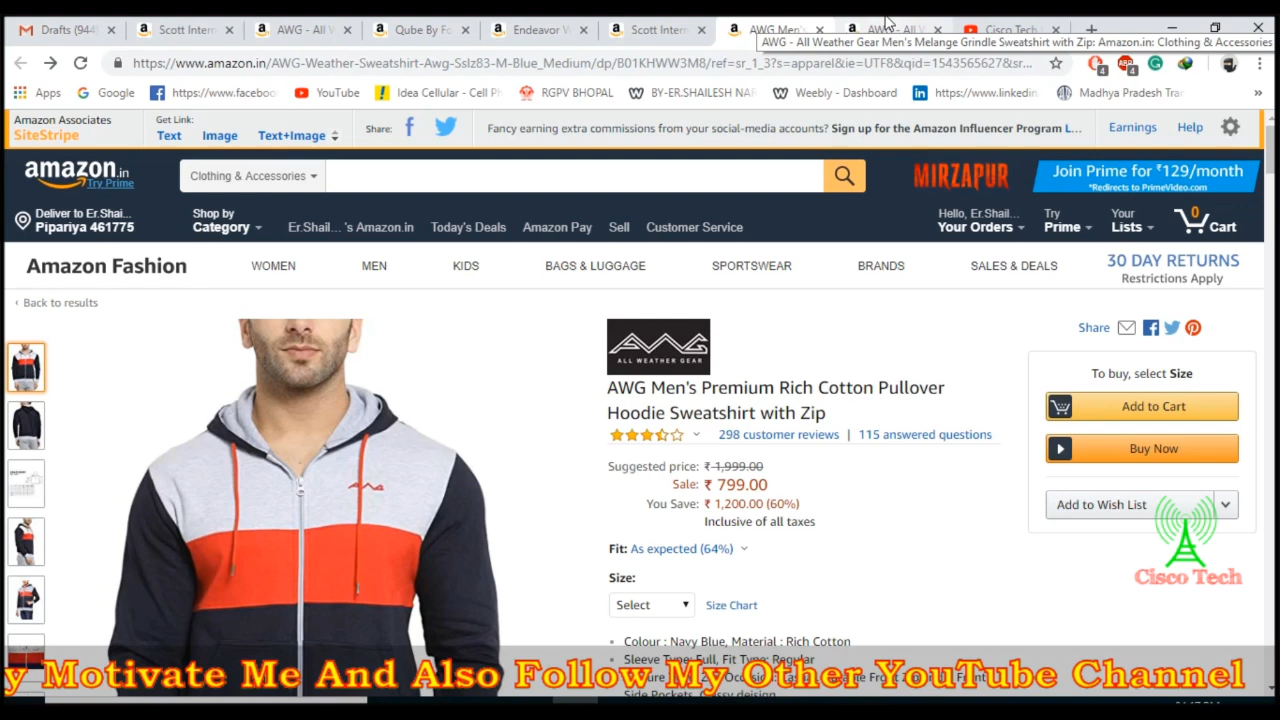 Drafts (944
Scott Intern
AWG - All W
Qube By Fo
Endeavor
Scott Intern
AWG Men's
AWG - All W
Cisco Tech
AWG - All Weather Gear Men's Melange Grindle Sweatshirt with Zip: Amazon.in: Clothing & Accessories
https://www.amazon.in/AWG-Weather-Sweatshirt-Awg-Sslz83-M-Blue_Medium/dp/B01KHWW3M8/ref=sr_1_3?s=apparel&ie=UTF8&qid=1543565627&sr...
4
4
Apps
Google
https://www.faceboo
YouTube
Idea Cellular - Cell Ph
RGPV BHOPAL
BY-ER.SHAILESH NAR
Weebly - Dashboard
https://www.linkedin.
Madhya Pradesh Trar
Amazon Associates
SiteStripe
Get Link:
Text Image Text+Image
Share:
Fancy earning extra commissions from your social-media accounts? Sign up for the Amazon Influencer Program L...
Earnings Help
amazon.in
Try Prime
Clothing & Accessories
MIRZAPUR
Join Prime for ₹129/month
*Redirects to PrimeVideo.com
Deliver to Er.Shai...
Pipariya 461775
Shop by
Category
Er.Shail... 's Amazon.in Today's Deals Amazon Pay Sell Customer Service
Hello, Er.Shail...
Your Orders
Try
Prime
Your
Lists
0
Cart
Amazon Fashion
WOMEN MEN KIDS BAGS & LUGGAGE SPORTSWEAR BRANDS SALES & DEALS
30 DAY RETURNS
Restrictions Apply
‹ Back to results
ALL WEATHER GEAR
AWG Men's Premium Rich Cotton Pullover
Hoodie Sweatshirt with Zip
298 customer reviews | 115 answered questions
Suggested price: ₹ 1,999.00
Sale: ₹ 799.00
You Save: ₹ 1,200.00 (60%)
Inclusive of all taxes
Fit: As expected (64%)
Size:
Select
Size Chart
Colour : Navy Blue, Material : Rich Cotton
Sleeve Type: Full, Fit Type: Regular
Side Pockets, Classy design
Share
To buy, select Size
Add to Cart
Buy Now
Add to Wish List
Cisco Tech
y Motivate Me And Also Follow My Other YouTube Channel